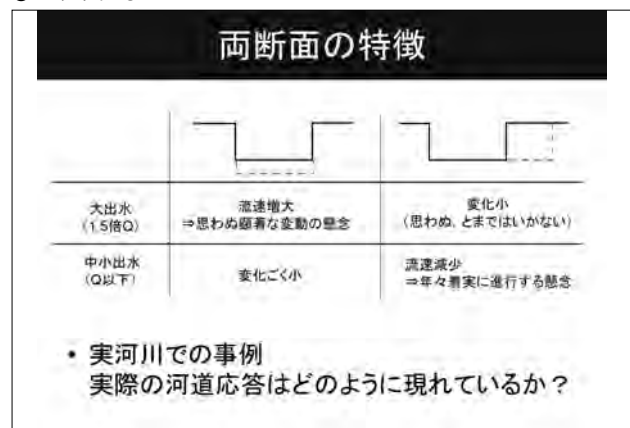 両断面の特徴
大出水
(1.5倍Q)
流速増大
⇒思わぬ顕著な変動の懸念
変化小
(思わぬ、とまではいかない)
中小出水
(Q以下)
変化ごく小
流速減少
⇒年々着実に進行する懸念
• 実河川での事例
実際の河道応答はどのように現れているか？